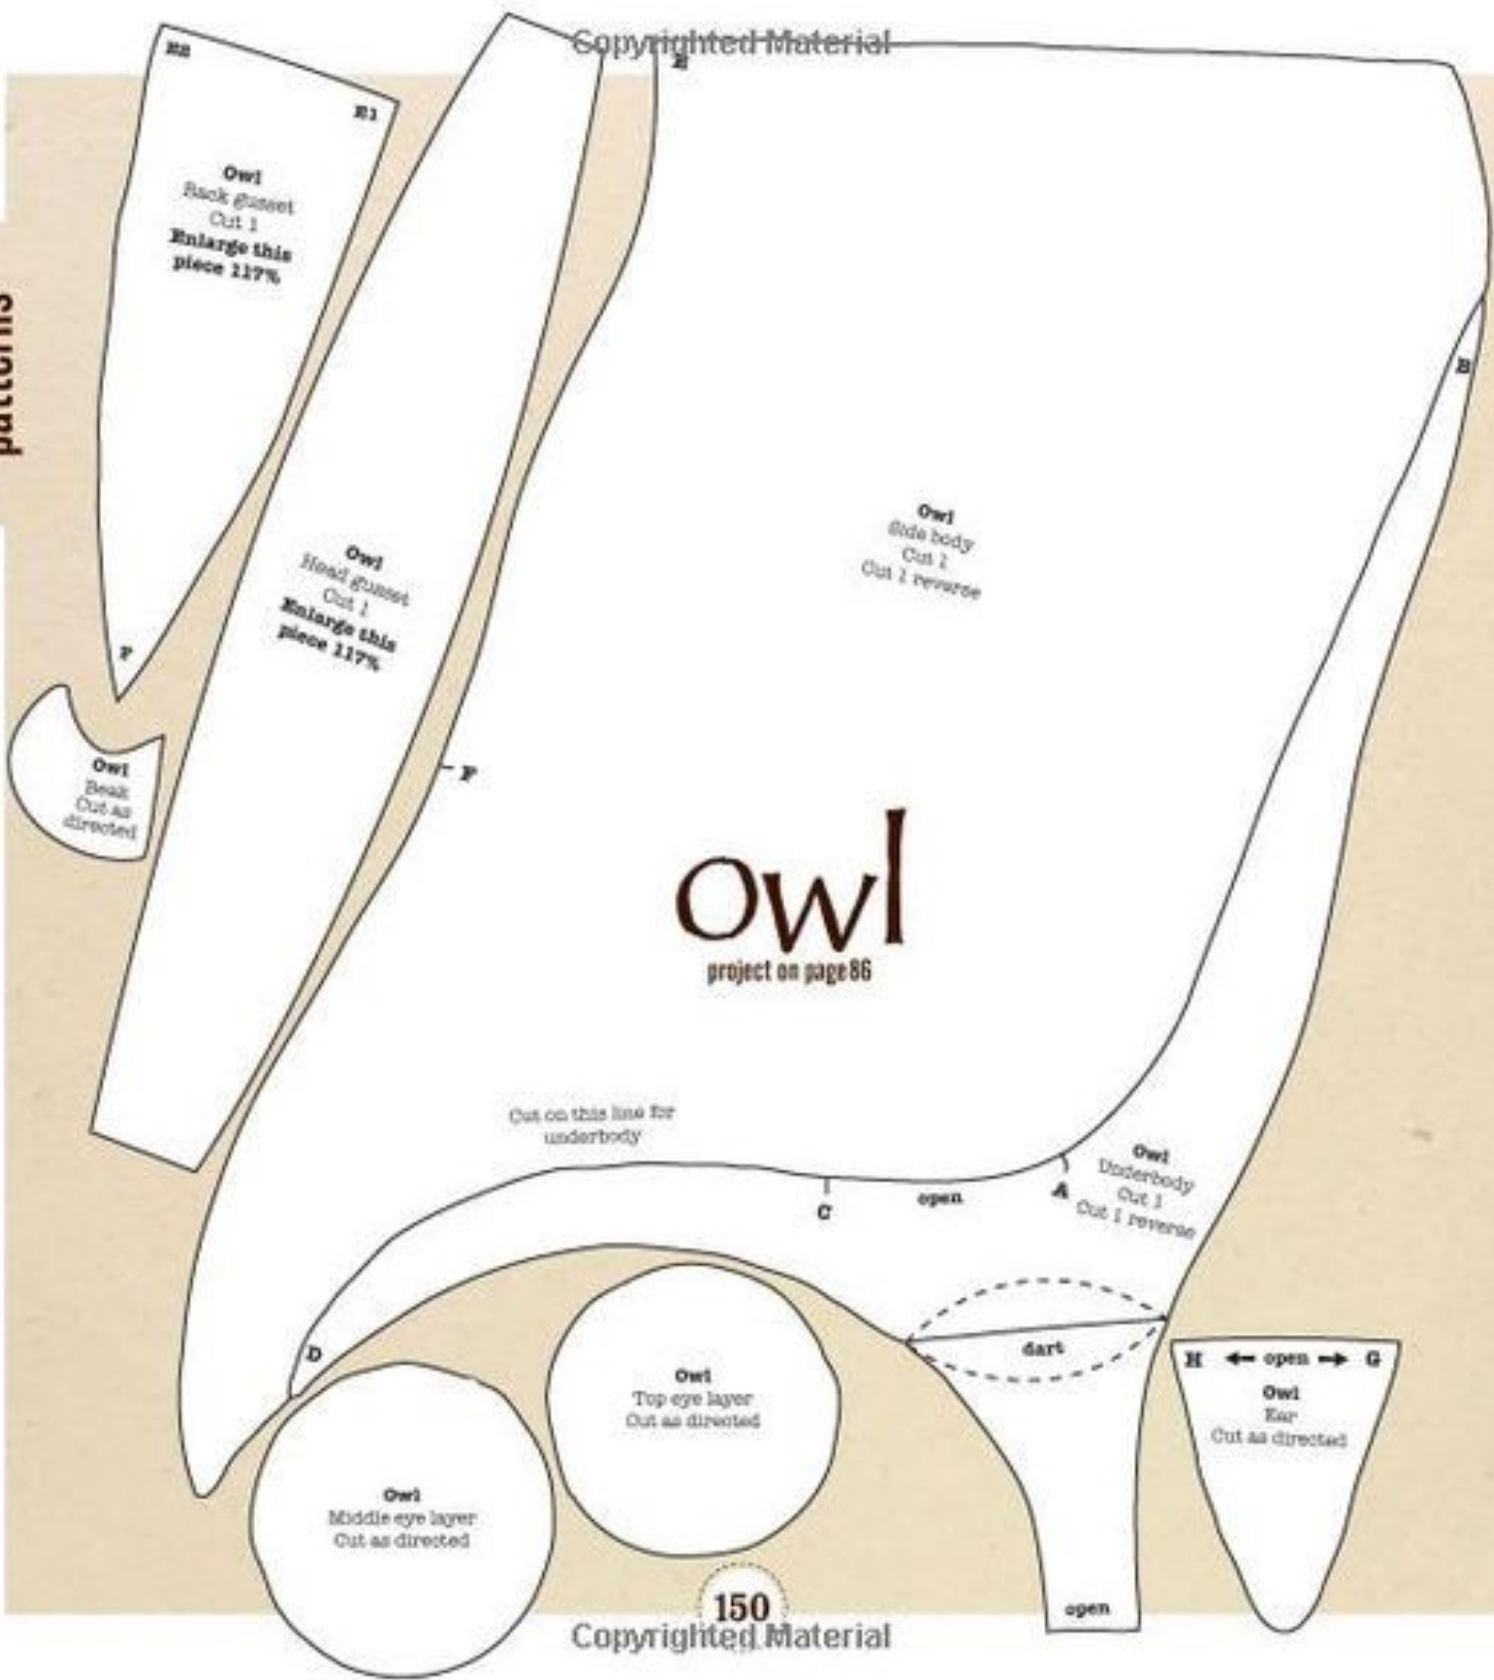 Copyrighted Material
E2
E1
Owl
Back gusset
Cut 1
Enlarge this
piece 117%
F
patterns
Owl
Head gusset
Cut 1
Enlarge this
piece 117%
Owl
Beak
Cut as
directed
B
Owl
Side body
Cut 1
Cut 1 reverse
F
owl
project on page 86
Cut on this line for
underbody
C
open
A
Owl
Underbody
Cut 1
Cut 1 reverse
D
dart
Owl
Top eye layer
Cut as directed
H open G
Owl
Ear
Cut as directed
Owl
Middle eye layer
Cut as directed
open
150
Copyrighted Material